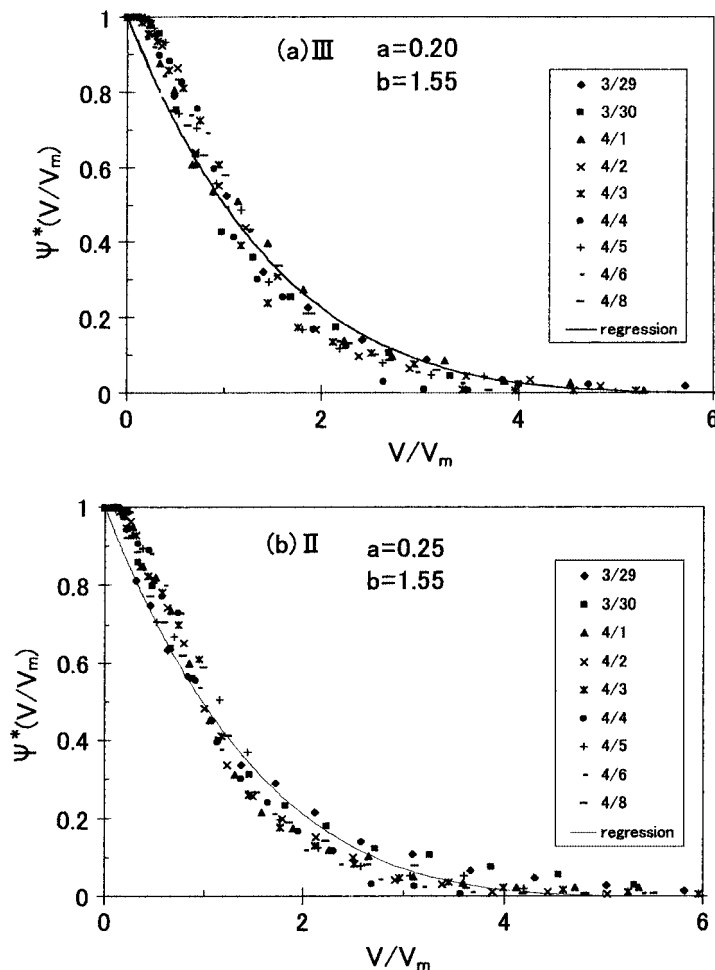 (a)Ⅲ a=0.20
b=1.55
Ψ*(V/Vm)
1
0.8
0.6
0.4
0.2
0
3/29
3/30
4/1
4/2
4/3
4/4
4/5
4/6
4/8
regression
0 2 4 6
V/Vm
(b)Ⅱ a=0.25
b=1.55
Ψ*(V/Vm)
1
0.8
0.6
0.4
0.2
0
3/29
3/30
4/1
4/2
4/3
4/4
4/5
4/6
4/8
regression
0 2 4 6
V/Vm